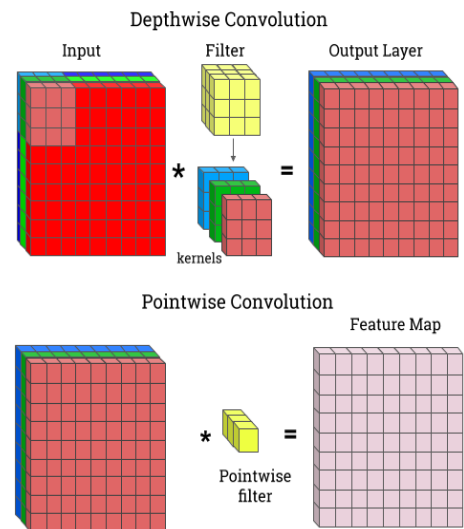 Depthwise Convolution
Input
Filter
Output Layer
*
=
kernels
Pointwise Convolution
Feature Map
*
=
Pointwise
filter